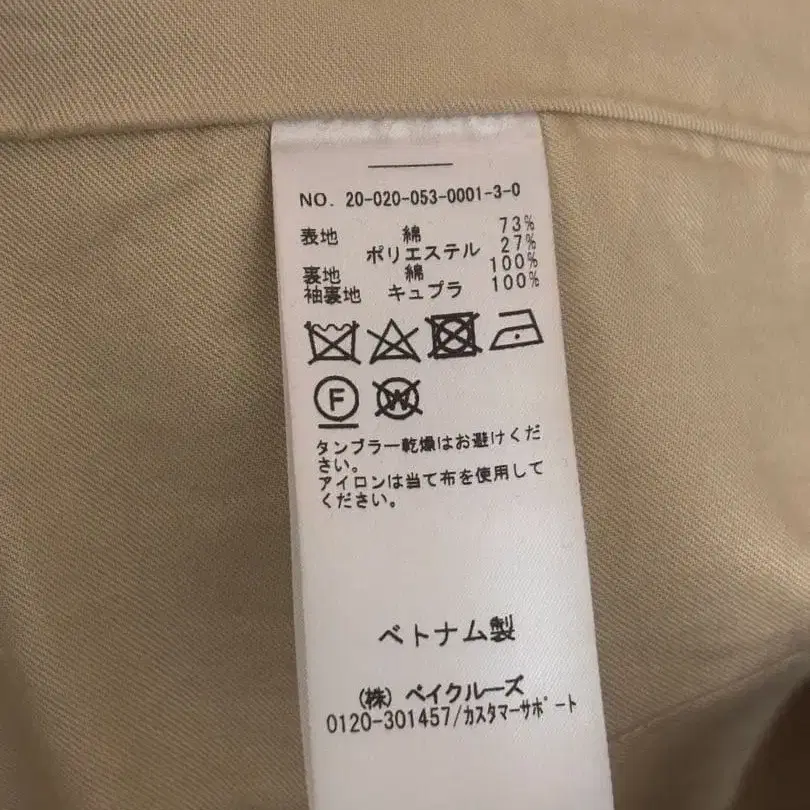 NO. 20-020-053-0001-3-0
表地 綿 73%
ポリエステル 27%
裏地 綿 100%
袖裏地 キュプラ 100%
F W
タンブラー乾燥はお避けくだ
さい。
アイロンは当て布を使用して
ください。
ベトナム製
(株) ベイクルーズ
0120-301457/カスタマーサポート